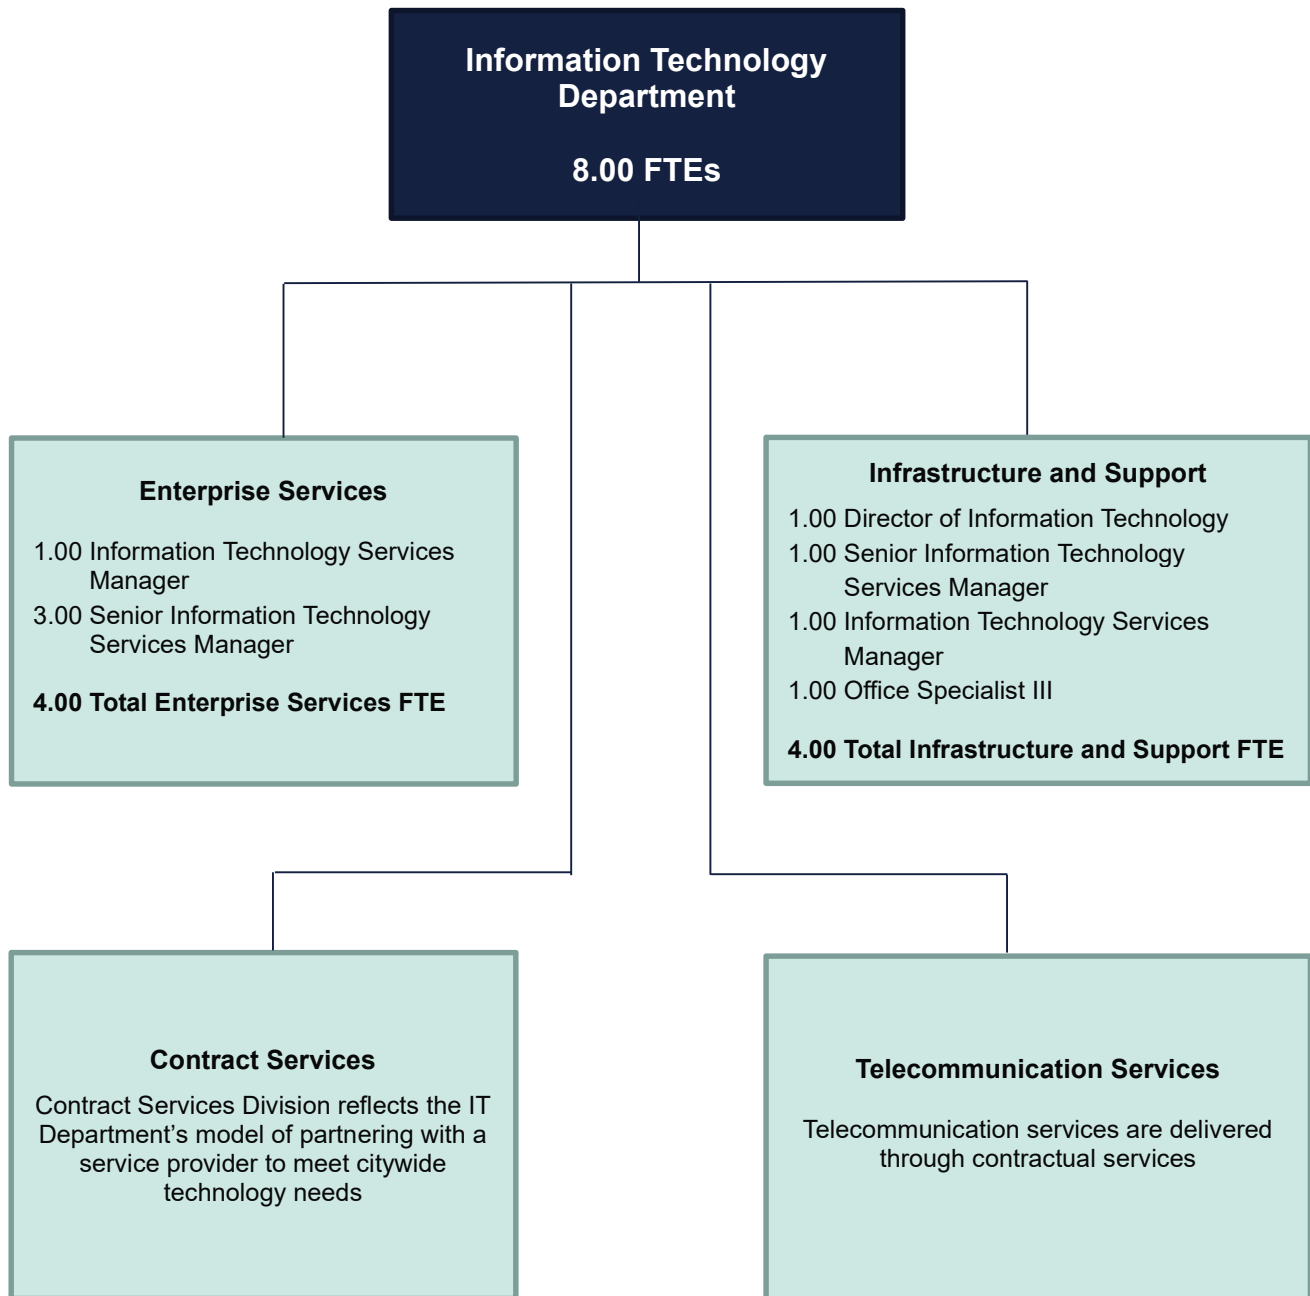 Information Technology
Department
8.00 FTEs
Enterprise Services
1.00 Information Technology Services
Manager
3.00 Senior Information Technology
Services Manager
4.00 Total Enterprise Services FTE
Infrastructure and Support
1.00 Director of Information Technology
1.00 Senior Information Technology
Services Manager
1.00 Information Technology Services
Manager
1.00 Office Specialist III
4.00 Total Infrastructure and Support FTE
Contract Services
Contract Services Division reflects the IT
Department’s model of partnering with a
service provider to meet citywide
technology needs
Telecommunication Services
Telecommunication services are delivered
through contractual services